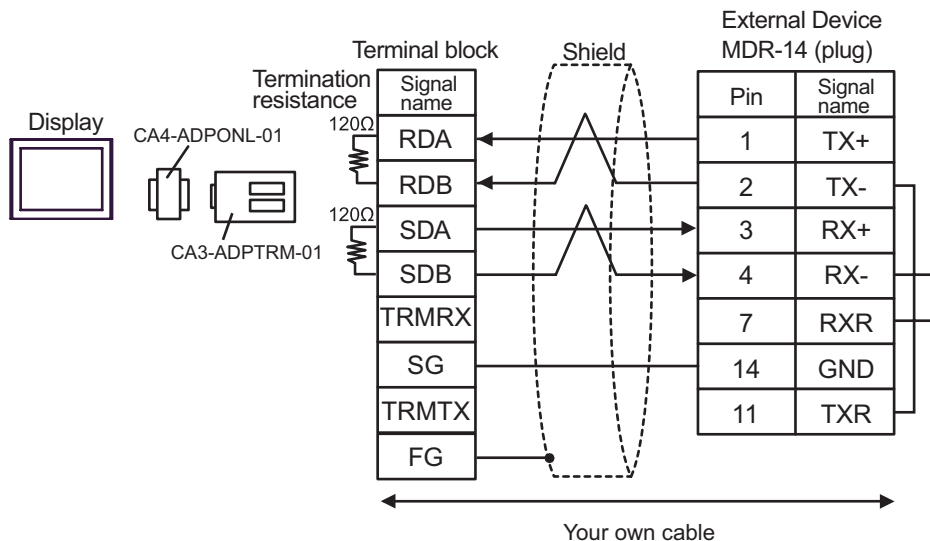 External Device
MDR-14 (plug)
Terminal block
Shield
Termination
resistance
Signal
name
Pin
Signal
name
Display
CA4-ADPONL-01
CA3-ADPTRM-01
120Ω
120Ω
RDA
1
TX+
RDB
2
TX-
SDA
3
RX+
SDB
4
RX-
TRMRX
7
RXR
SG
14
GND
TRMTX
11
TXR
FG
Your own cable